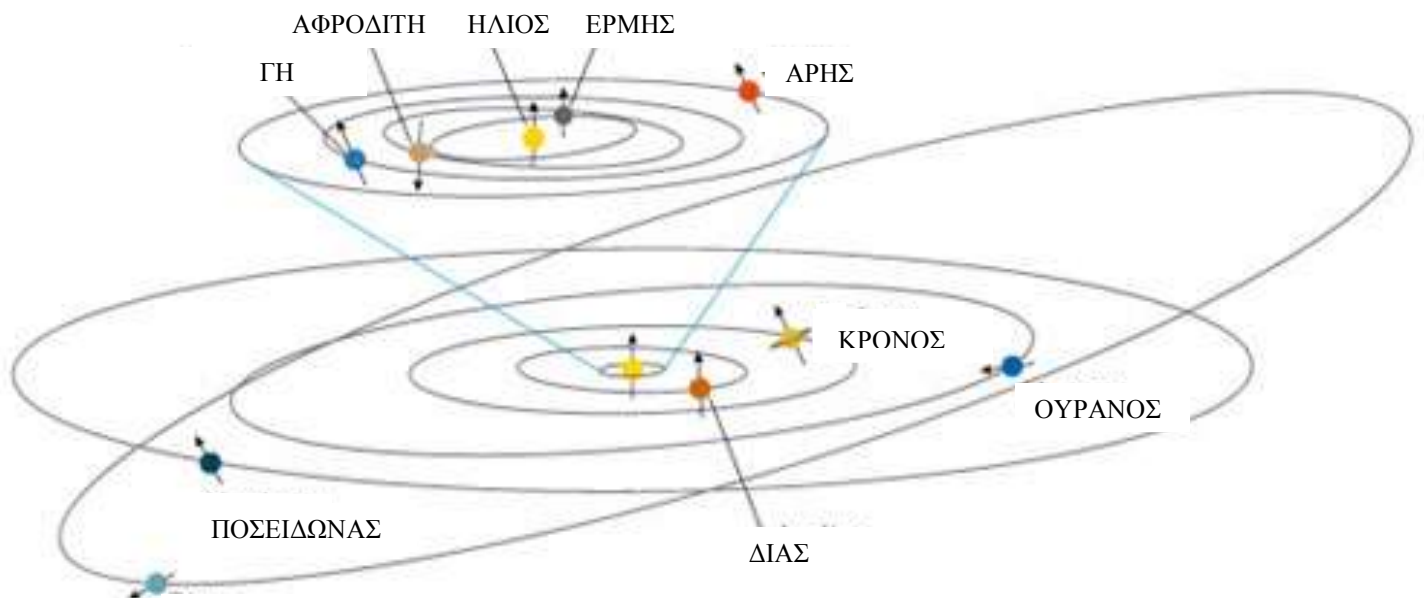 ΑΦΡΟΔΙΤΗ ΗΛΙΟΣ ΕΡΜΗΣ
ΓΗ
ΑΡΗΣ
ΚΡΟΝΟΣ
ΟΥΡΑΝΟΣ
ΠΟΣΕΙΔΩΝΑΣ
ΔΙΑΣ